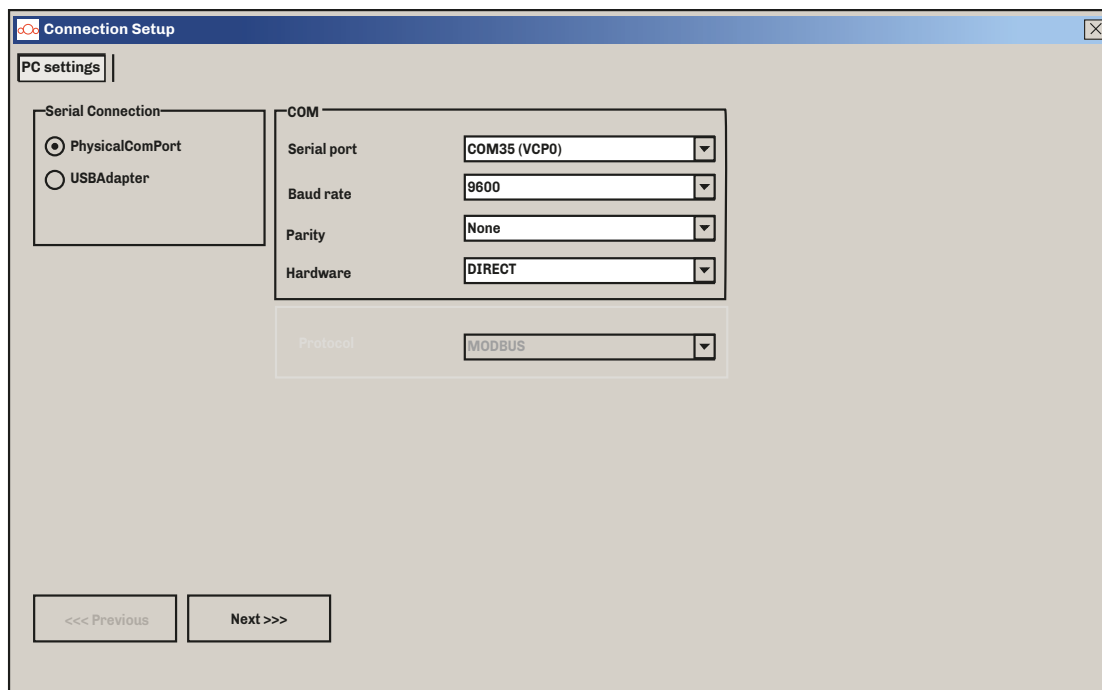 Connection Setup
PC settings
Serial Connection
PhysicalComPort
USBAdapter
COM
Serial port COM35 (VCP0)
Baud rate 9600
Parity None
Hardware DIRECT
Protocol MODBUS
<<< Previous Next >>>